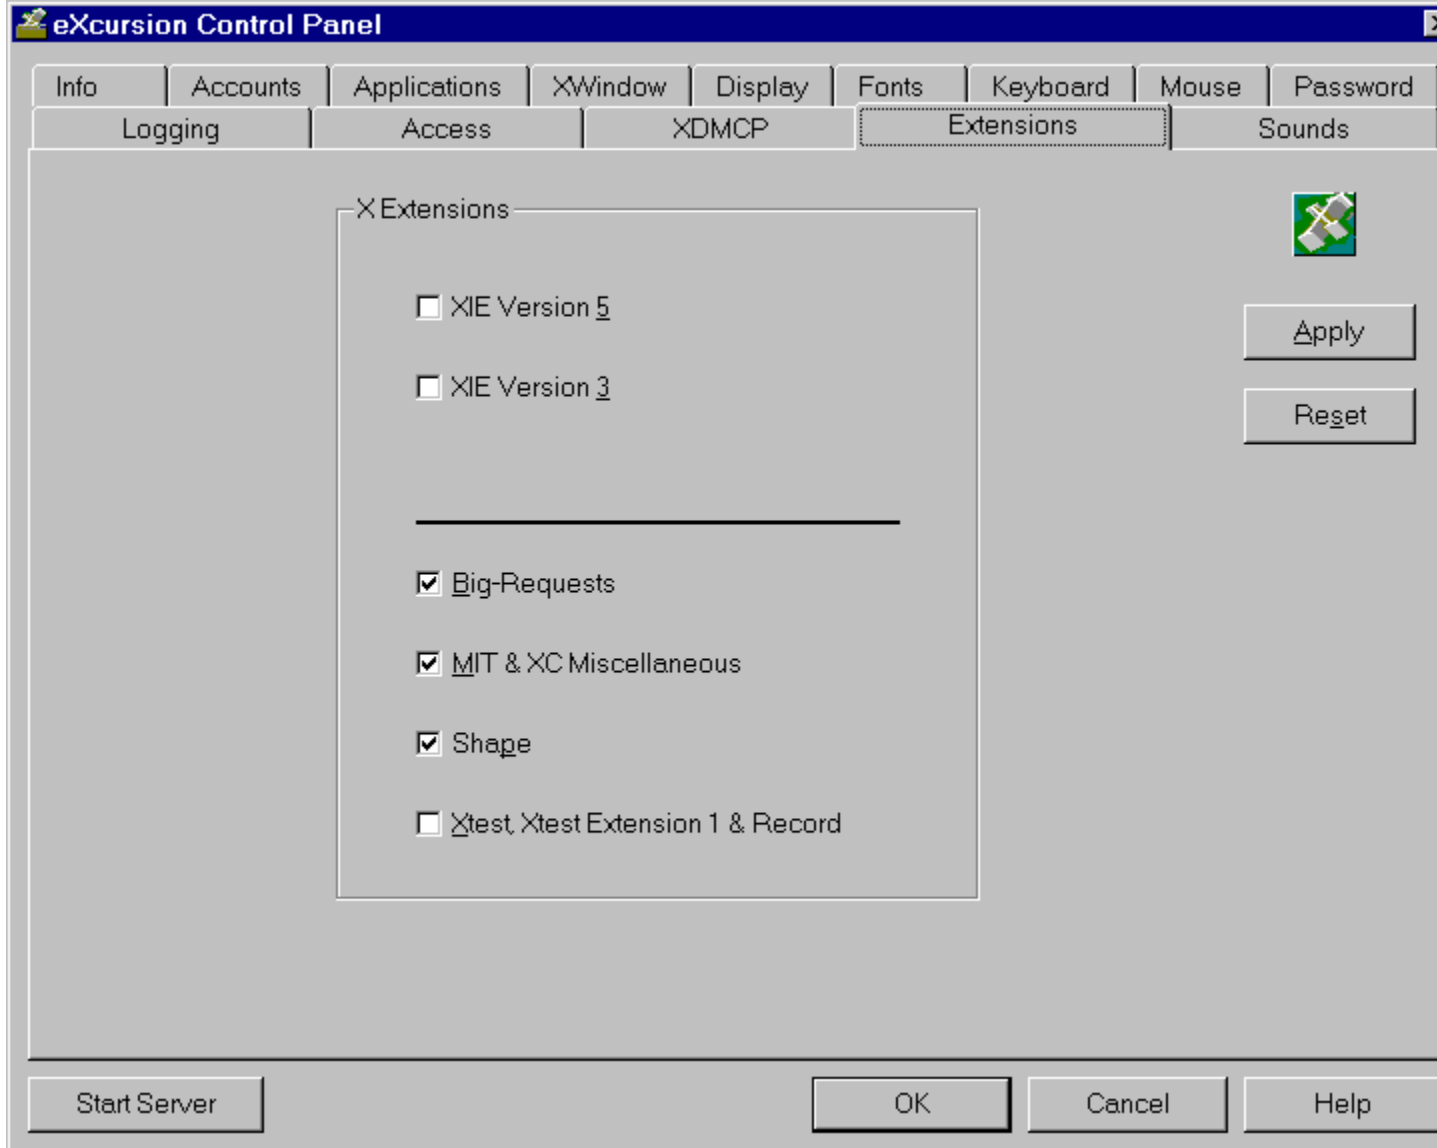 eXcursion Control Panel
Info Accounts Applications XWindow Display Fonts Keyboard Mouse Password
Logging Access XDMCP Extensions Sounds
X Extensions
XIE Version 5
Apply
XIE Version 3
Reset
Big-Requests
MIT & XC Miscellaneous
Shape
Xtest, Xtest Extension 1 & Record
Start Server OK Cancel Help